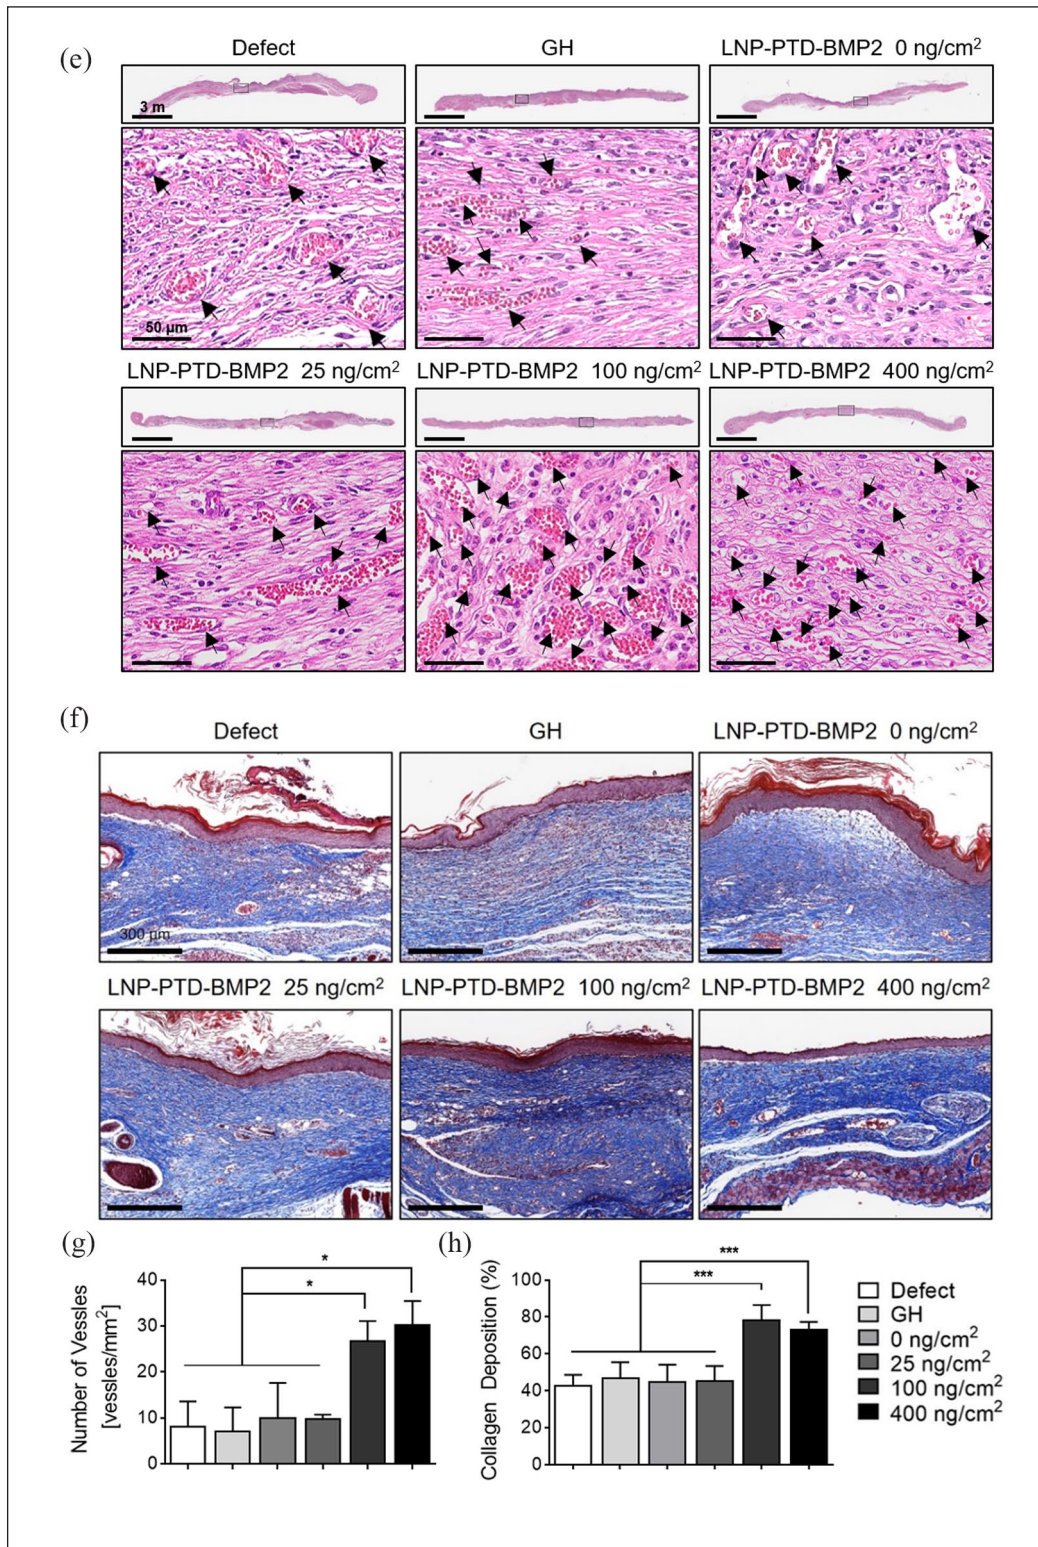 (e)
Defect
GH
LNP-PTD-BMP2 0 ng/cm²
3 m
50 µm
LNP-PTD-BMP2 25 ng/cm²
LNP-PTD-BMP2 100 ng/cm²
LNP-PTD-BMP2 400 ng/cm²
(f)
Defect
GH
LNP-PTD-BMP2 0 ng/cm²
300 µm
LNP-PTD-BMP2 25 ng/cm²
LNP-PTD-BMP2 100 ng/cm²
LNP-PTD-BMP2 400 ng/cm²
(g)
Number of Vessles
[vessles/mm²]
40
30
20
10
0
*
*
(h)
Collagen Deposition (%)
100
80
60
40
20
0
***
***
Defect
GH
0 ng/cm²
25 ng/cm²
100 ng/cm²
400 ng/cm²